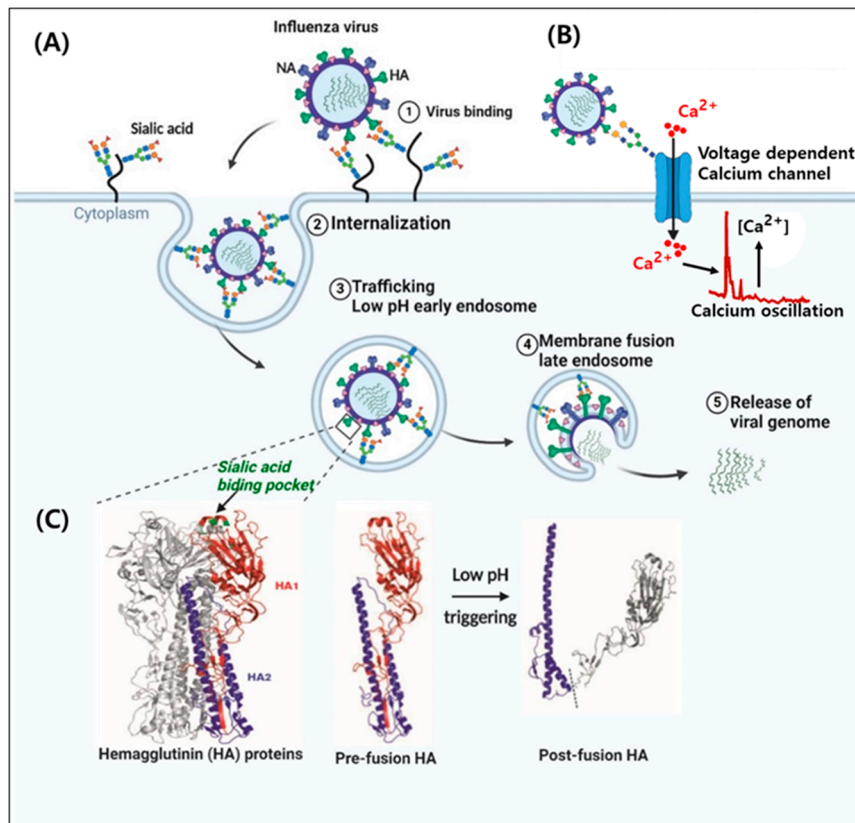 (A)
Influenza virus
NA
HA
① Virus binding
Sialic acid
Cytoplasm
② Internalization
③ Trafficking
Low pH early endosome
④ Membrane fusion
late endosome
⑤ Release of
viral genome
(B)
Ca2+
Voltage dependent
Calcium channel
Ca2+
[Ca2+]
Calcium oscillation
Sialic acid
biding pocket
(C)
HA1
HA2
Hemagglutinin (HA) proteins
Pre-fusion HA
Low pH
triggering
Post-fusion HA